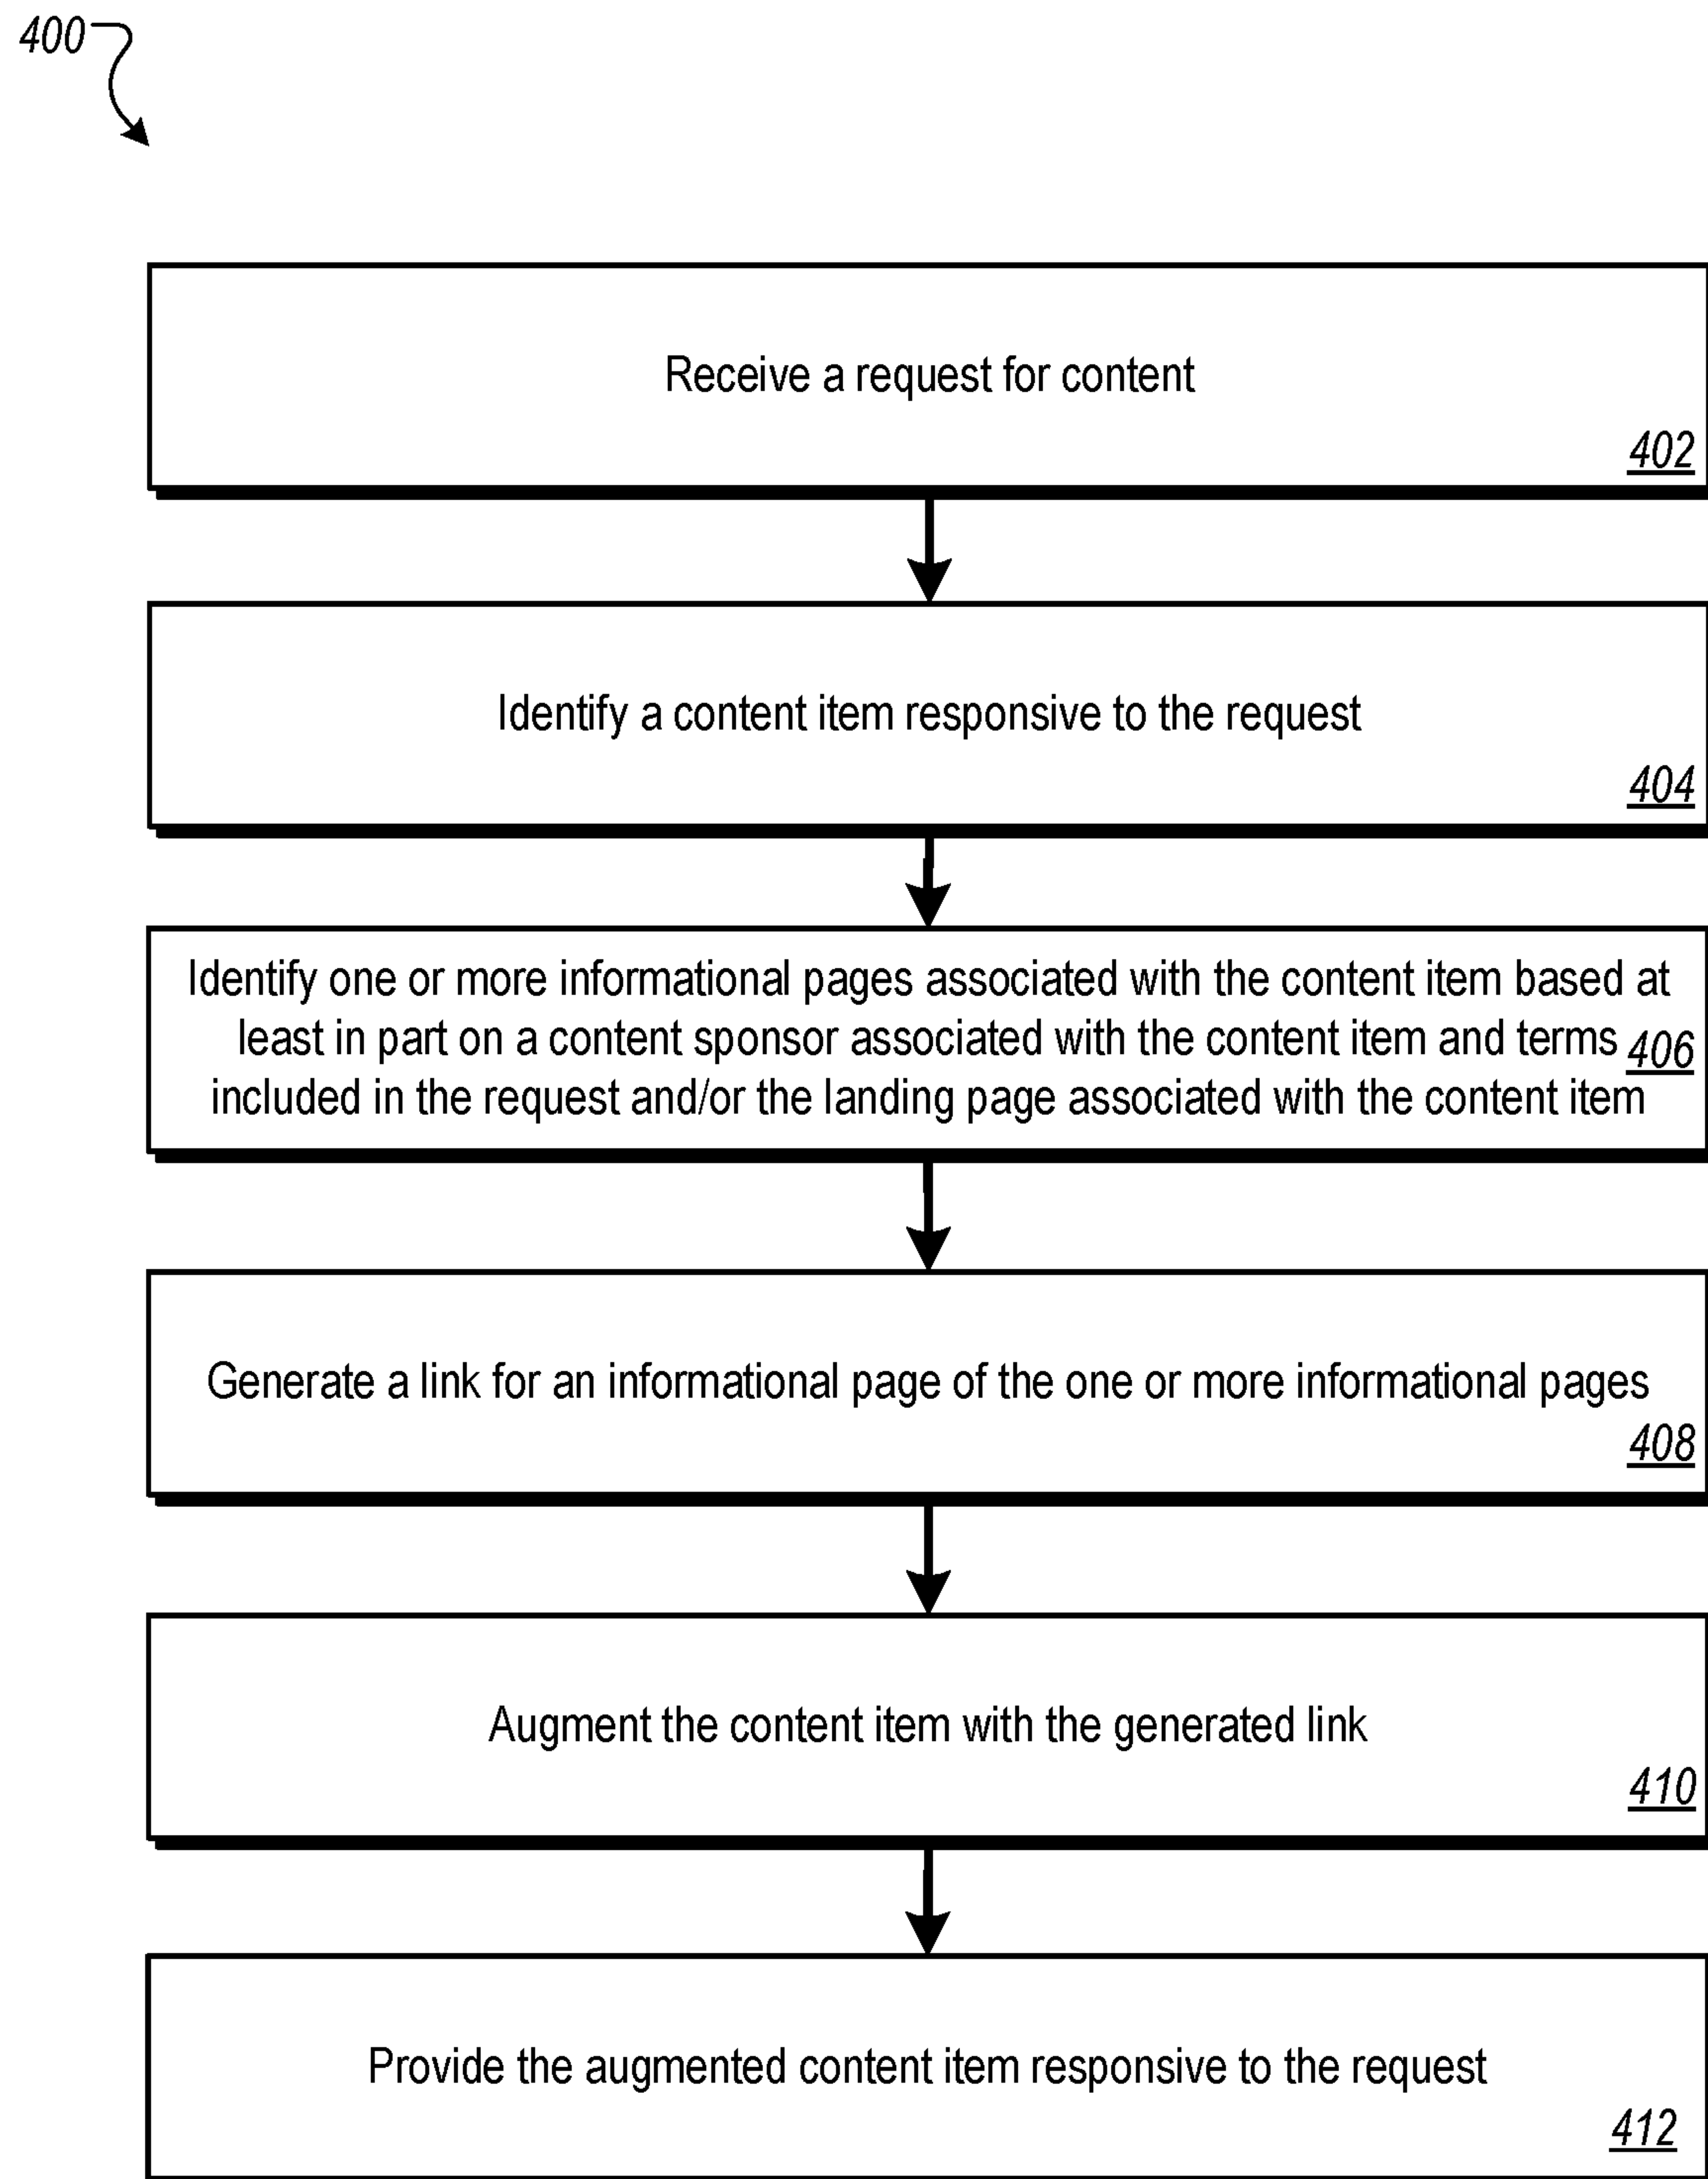 400
Receive a request for content
402
Identify a content item responsive to the request
404
Identify one or more informational pages associated with the content item based at
least in part on a content sponsor associated with the content item and terms 406
included in the request and/or the landing page associated with the content item
Generate a link for an informational page of the one or more informational pages
408
Augment the content item with the generated link
410
Provide the augmented content item responsive to the request
412